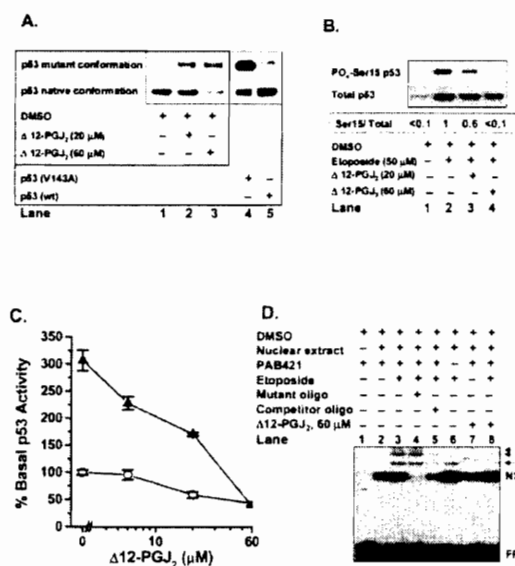 A.
p53 mutant conformation
p53 native conformation
DMSO + + +
Δ 12-PGJ₂ (20 µM) - + -
Δ 12-PGJ₂ (60 µM) - - +
p53 (V143A) - - - + -
p53 (wt) - - - - +
Lane 1 2 3 4 5
B.
PO₄-Ser15 p53
Total p53
Ser15/ Total <0.1 1 0.6 <0.1
DMSO + + + +
Etoposide (50 µM) - + + +
Δ 12-PGJ₂ (20 µM) - - + -
Δ 12-PGJ₂ (60 µM) - - - +
Lane 1 2 3 4
C.
% Basal p53 Activity
350
300
250
200
150
100
50
0
0 10 60
Δ12-PGJ₂ (µM)
D.
DMSO
Nuclear extract
PAB421
Etoposide
Mutant oligo
Competitor oligo
Δ12-PGJ₂, 60 µM
Lane 1 2 3 4 5 6 7 8